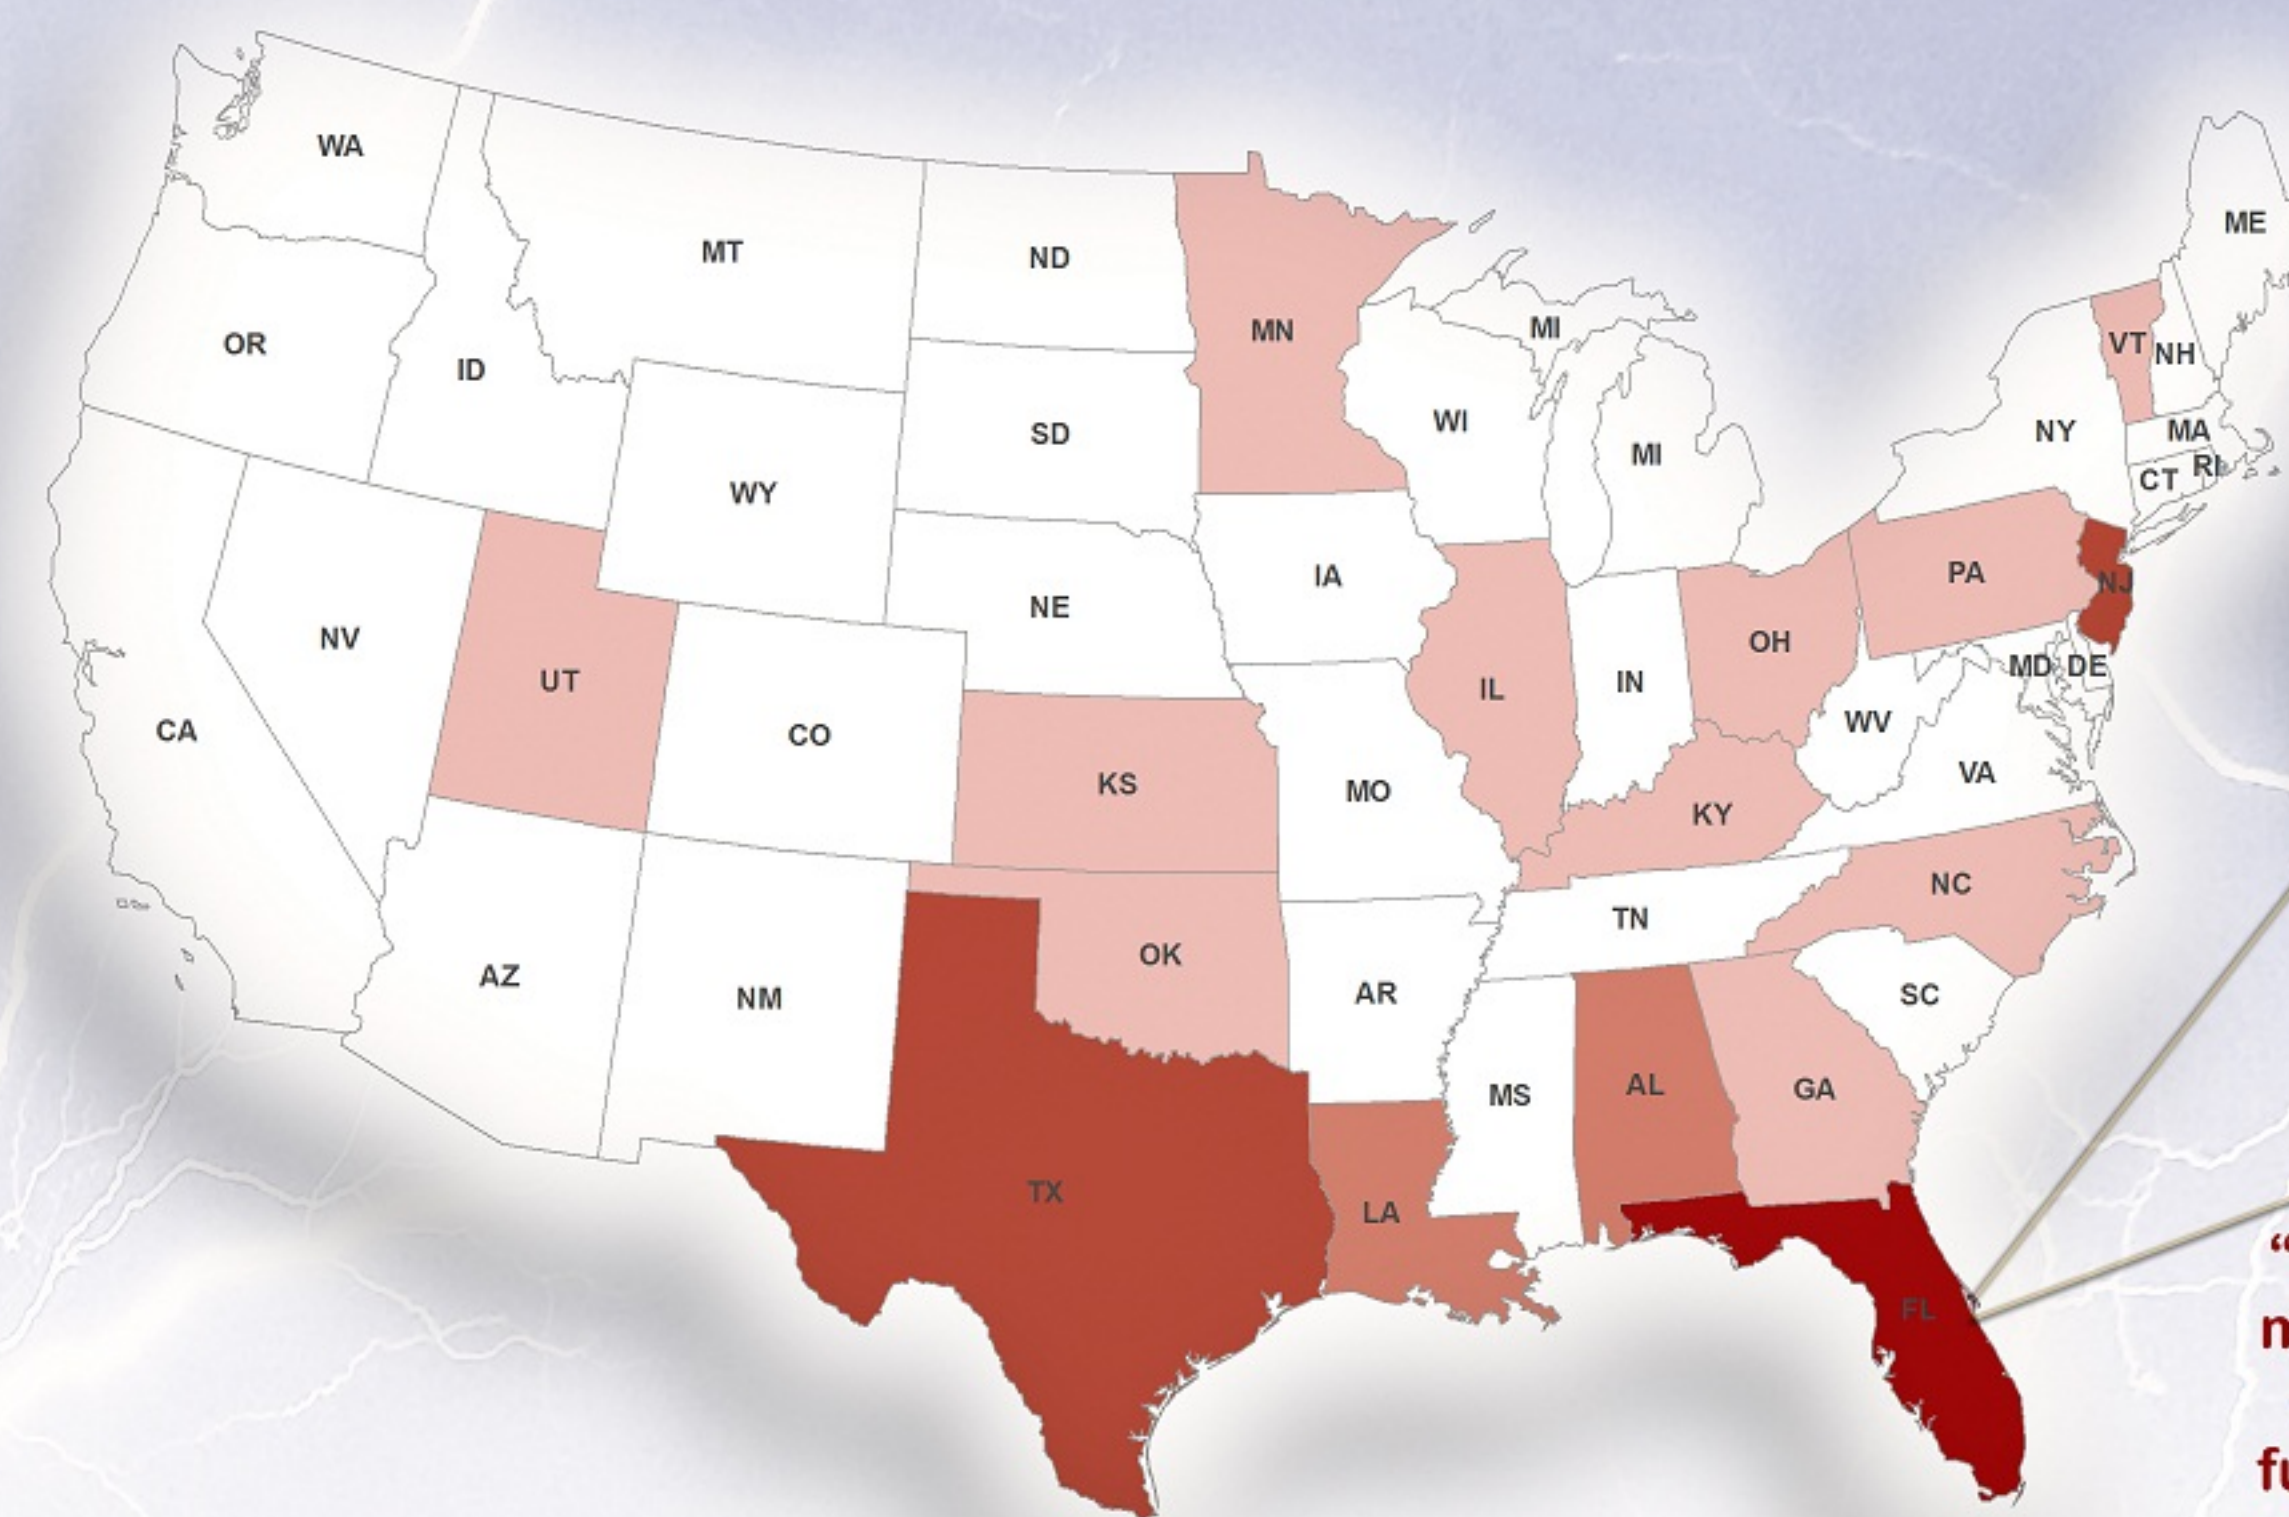 WA
ME
MT
ND
MI
MN
OR
VT
NH
ID
WI
SD
NY
MA
MI
RI
CT
WY
PA
IA
NJ
NE
NV
OH
MD
DE
UT
IN
IL
WV
CA
CO
VA
KS
MO
KY
NC
TN
OK
AZ
AR
SC
NM
AL
GA
MS
TX
LA
FL
“